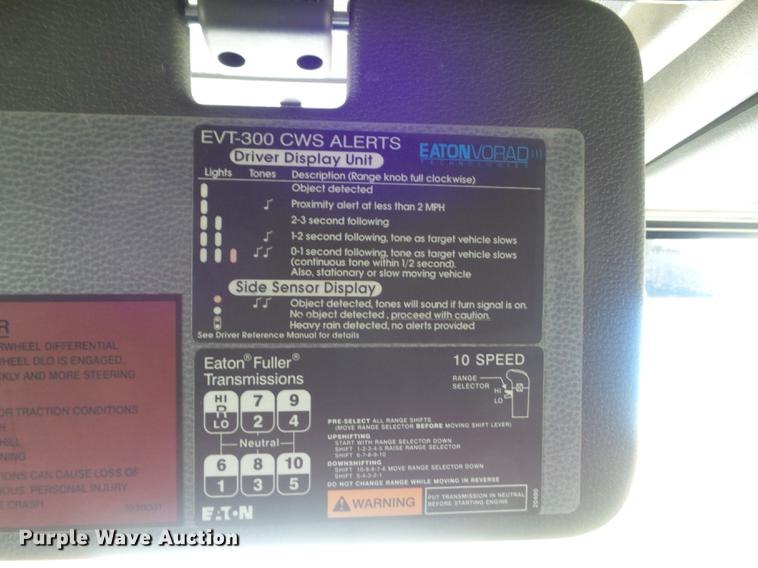 EVT-300 CWS ALERTS
EATON VORAD
TECHNOLOGIES
Driver Display Unit
Lights Tones Description (Range knob full clockwise)
Object detected
Proximity alert at less than 2 MPH
2-3 second following
1-2 second following, tone as target vehicle slows
0-1 second following, tone as target vehicle slows
(continuous tone within 1/2 second).
Also, stationary or slow moving vehicle
Side Sensor Display
Object detected, tones will sound if turn signal is on.
No object detected, proceed with caution.
Heavy rain detected, no alerts provided
See Driver Reference Manual for details
R
RWHEEL DIFFERENTIAL
HEEL DLO IS ENGAGED.
CKLY AND MORE STEERING
OR TRACTION CONDITIONS
H
HILL
NING
TIONS CAN CAUSE LOSS OF
IOUS PERSONAL INJURY
E CRASH
Eaton® Fuller®
Transmissions
10 SPEED
RANGE
SELECTOR
HI
LO
HI 7 9
R
LO 2 4
Neutral
6 8 10
1 3 5
PRE-SELECT ALL RANGE SHIFTS
(MOVE RANGE SELECTOR BEFORE MOVING SHIFT LEVER)
UPSHIFTING
START WITH RANGE SELECTOR DOWN
SHIFT 1-2-3-4-5 RAISE RANGE SELECTOR
SHIFT 6-7-8-9-10
DOWNSHIFTING
SHIFT 10-9-8-7-6 MOVE RANGE SELECTOR DOWN
SHIFT 5-4-3-2-1
DO NOT CHANGE RANGE WHILE MOVING IN REVERSE
WARNING
PUT TRANSMISSION IN NEUTRAL
BEFORE STARTING ENGINE
EATON
Purple Wave Auction